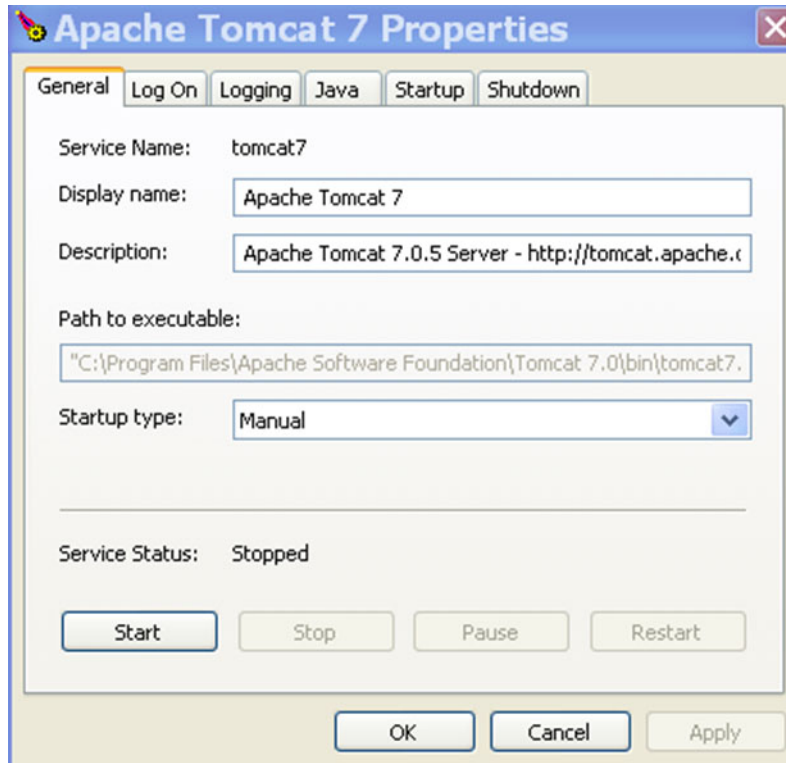 Apache Tomcat 7 Properties
General Log On Logging Java Startup Shutdown
Service Name: tomcat7
Display name: Apache Tomcat 7
Description: Apache Tomcat 7.0.5 Server - http://tomcat.apache.
Path to executable:
"C:\Program Files\Apache Software Foundation\Tomcat 7.0\bin\tomcat7.
Startup type: Manual
Service Status: Stopped
Start Stop Pause Restart
OK Cancel Apply